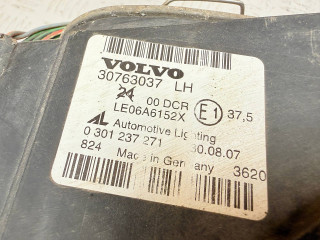 VOLVO
30763037 LH
24 00 DCR
LE06A6152X E1 37,5
AL Automotive Lighting
0 301 237 271 30.08.07
824 Made in Germany 3620